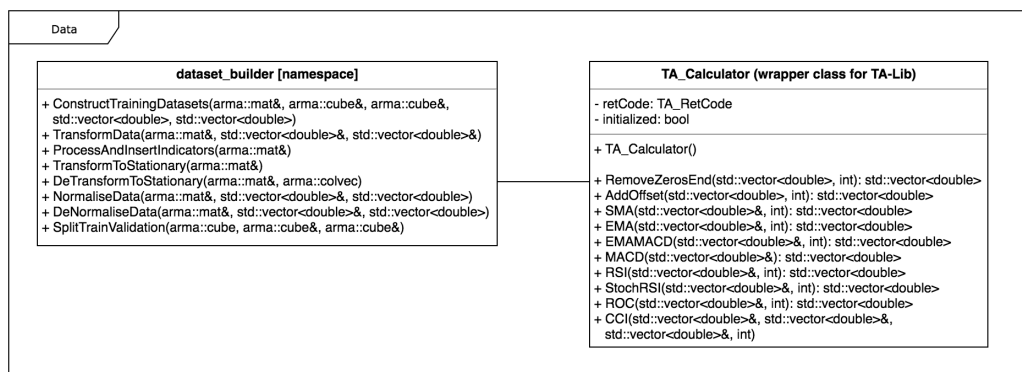 Data
dataset_builder [namespace]
+ ConstructTrainingDatasets(arma::mat&, arma::cube&, arma::cube&,
std::vector<double>, std::vector<double>)
+ TransformData(arma::mat&, std::vector<double>&, std::vector<double>&)
+ ProcessAndInsertIndicators(arma::mat&)
+ TransformToStationary(arma::mat&)
+ DeTransformToStationary(arma::mat&, arma::colvec)
+ NormaliseData(arma::mat&, std::vector<double>&, std::vector<double>&)
+ DeNormaliseData(arma::mat&, std::vector<double>&, std::vector<double>&)
+ SplitTrainValidation(arma::cube, arma::cube&, arma::cube&)
TA_Calculator (wrapper class for TA-Lib)
- retCode: TA_RetCode
- initialized: bool
+ TA_Calculator()
+ RemoveZerosEnd(std::vector<double>, int): std::vector<double>
+ AddOffset(std::vector<double>, int): std::vector<double>
+ SMA(std::vector<double>&, int): std::vector<double>
+ EMA(std::vector<double>&, int): std::vector<double>
+ EMAMACD(std::vector<double>&, int): std::vector<double>
+ MACD(std::vector<double>&): std::vector<double>
+ RSI(std::vector<double>&, int): std::vector<double>
+ StochRSI(std::vector<double>&, int): std::vector<double>
+ ROC(std::vector<double>&, int): std::vector<double>
+ CCI(std::vector<double>&, std::vector<double>&,
std::vector<double>&, int)